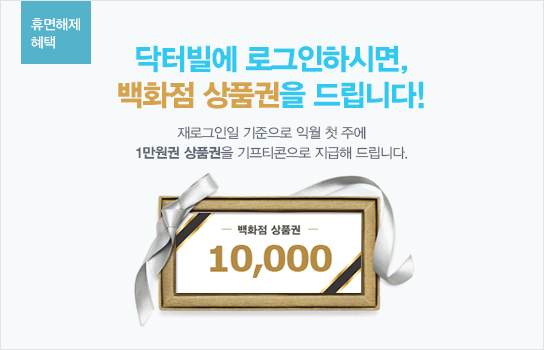 휴면해제
혜택
닥터빌에 로그인하시면,
백화점 상품권을 드립니다!
재로그인일 기준으로 익월 첫 주에
1만원권 상품권을 기프티콘으로 지급해 드립니다.
백화점 상품권
10,000